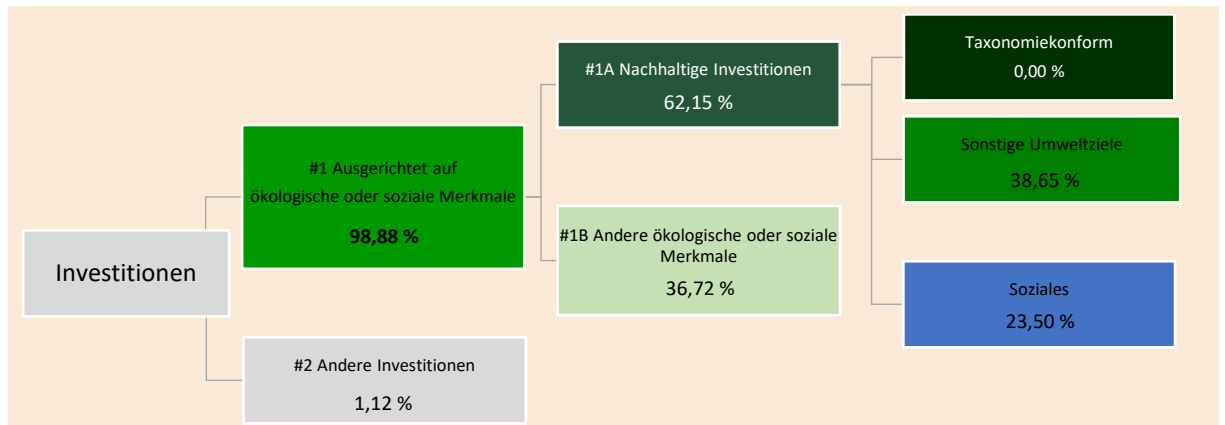 Investitionen
#1 Ausgerichtet auf
ökologische oder soziale Merkmale
98,88 %
#2 Andere Investitionen
1,12 %
#1A Nachhaltige Investitionen
62,15 %
#1B Andere ökologische oder soziale
Merkmale
36,72 %
Taxonomiekonform
0,00 %
Sonstige Umweltziele
38,65 %
Soziales
23,50 %